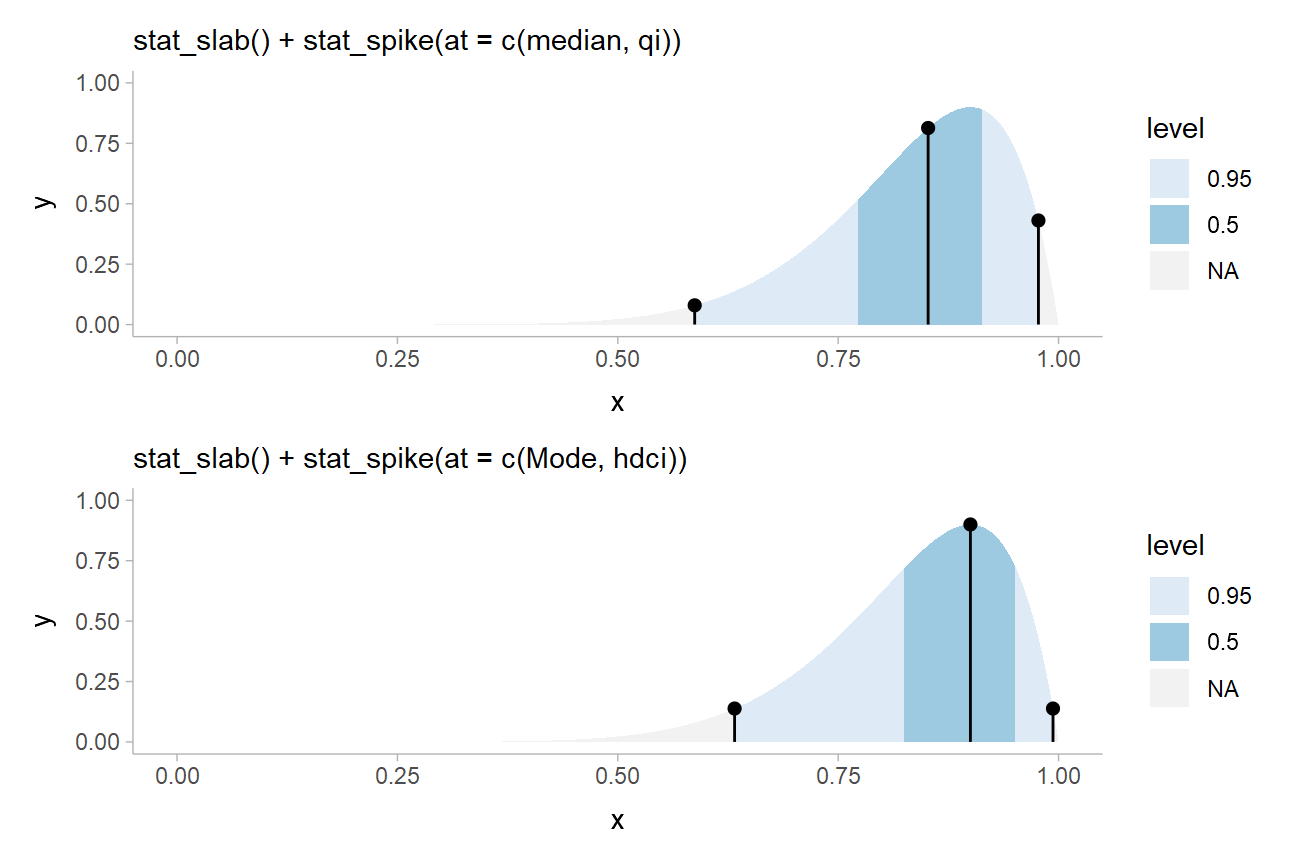 stat_slab() + stat_spike(at = c(median, qi))
1.00
0.75
0.50
0.25
0.00
y
0.00 0.25 0.50 0.75 1.00
x
level
0.95
0.5
NA
stat_slab() + stat_spike(at = c(Mode, hdci))
1.00
0.75
0.50
0.25
0.00
y
0.00 0.25 0.50 0.75 1.00
x
level
0.95
0.5
NA